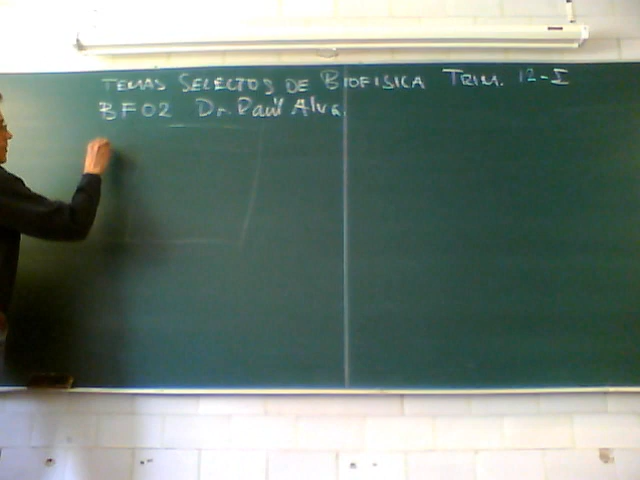 TEMAS SELECTOS DE BIOFISICA TRIM. 12-I
BF02 Dr. Raúl Alva.